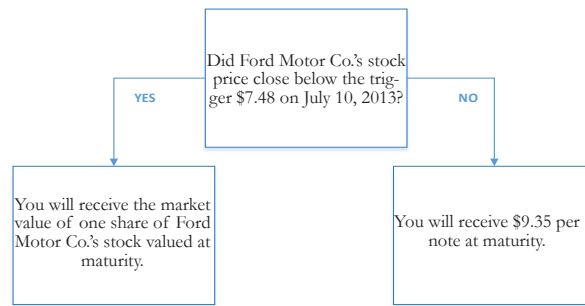 Did Ford Motor Co.'s stock
price close below the trig-
ger $7.48 on July 10, 2013?
YES
NO
You will receive the market
value of one share of Ford
Motor Co.'s stock valued at
maturity.
You will receive $9.35 per
note at maturity.